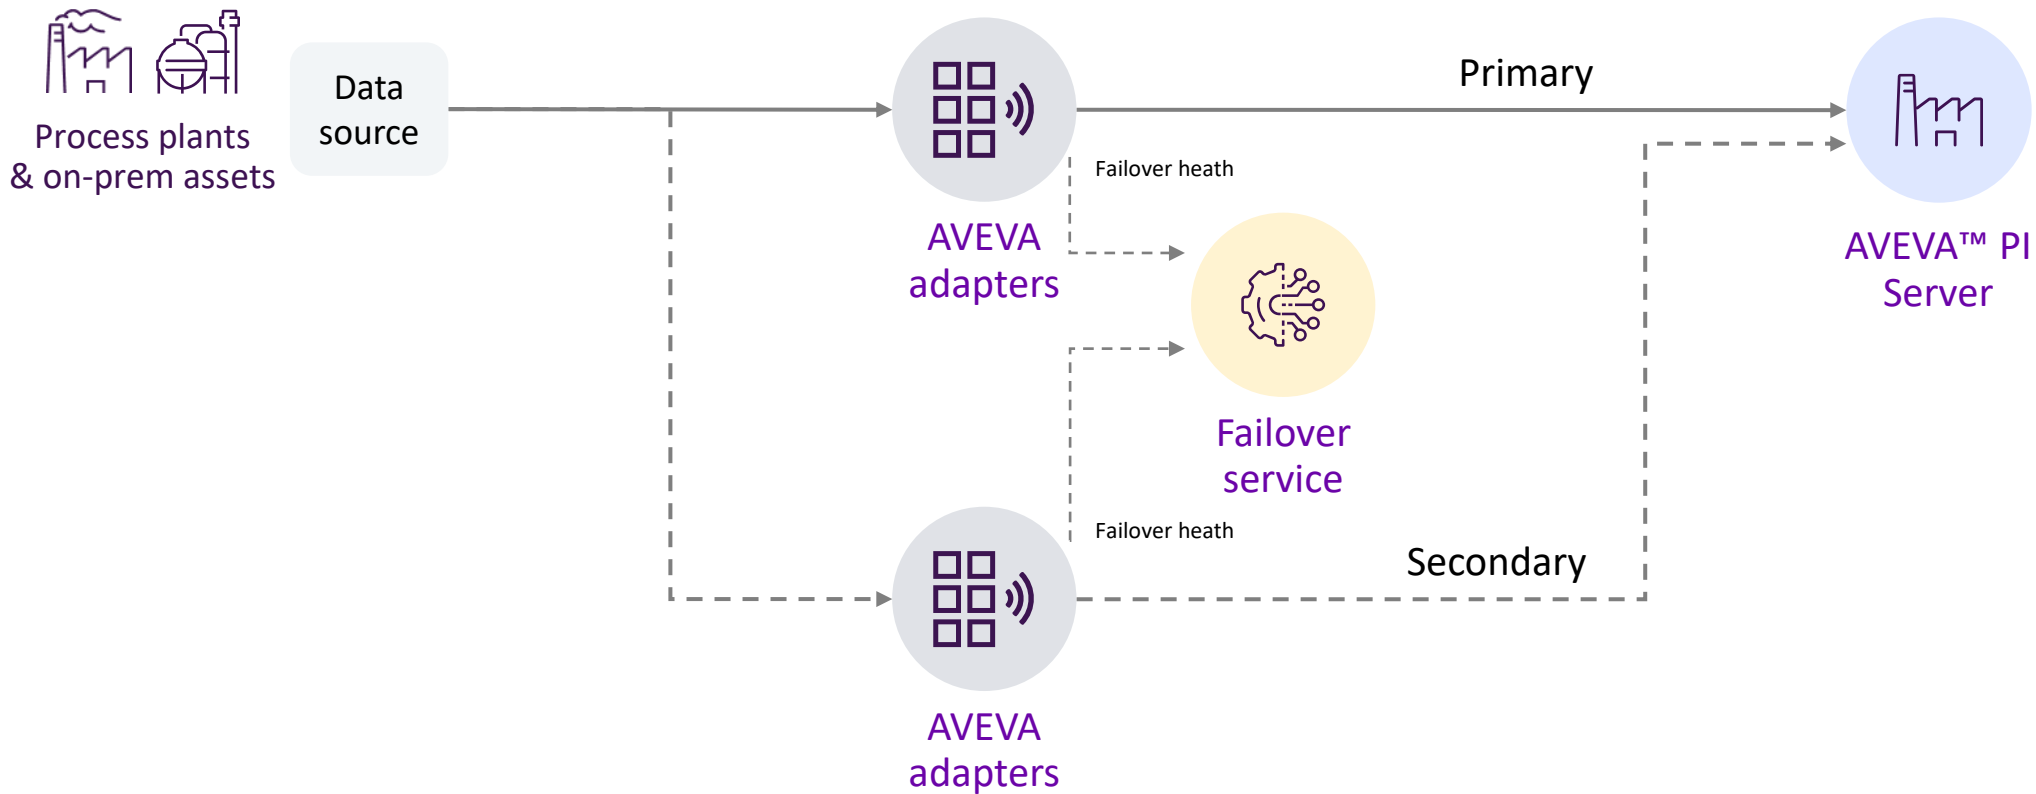 Process plants
& on-prem assets
Data
source
AVEVA
adapters
Primary
Failover heath
AVEVA™ PI
Server
Failover
service
Failover heath
Secondary
AVEVA
adapters